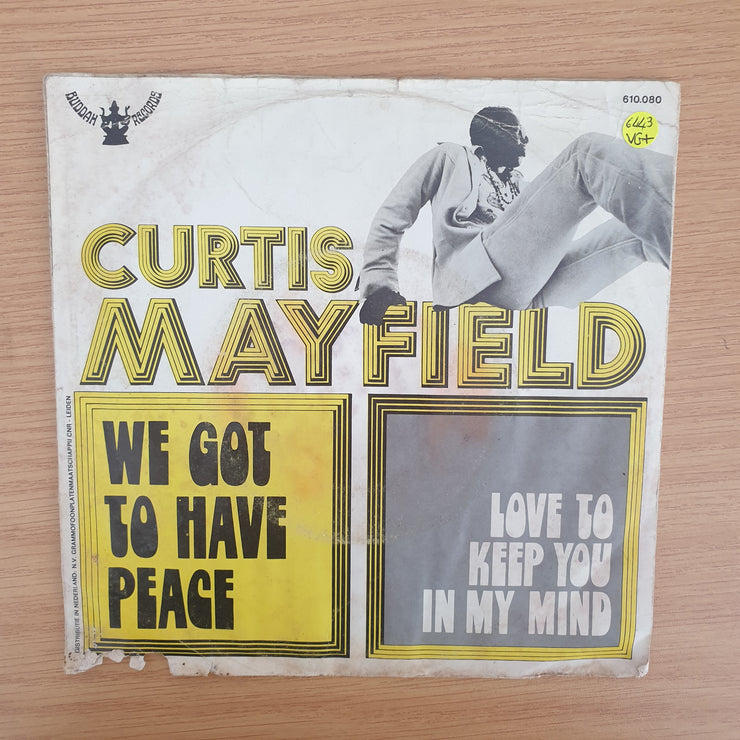 BUDDAH RECORDS
610.080
6443
VG+
CURTIS
MAYFIELD
WE GOT
TO HAVE
PEACE
LOVE TO
KEEP YOU
IN MY MIND
DISTRIBUTIE IN NEDERLAND: N.V. GRAMMOFOONPLATENMAATSCHAPPIJ CNR - LEIDEN